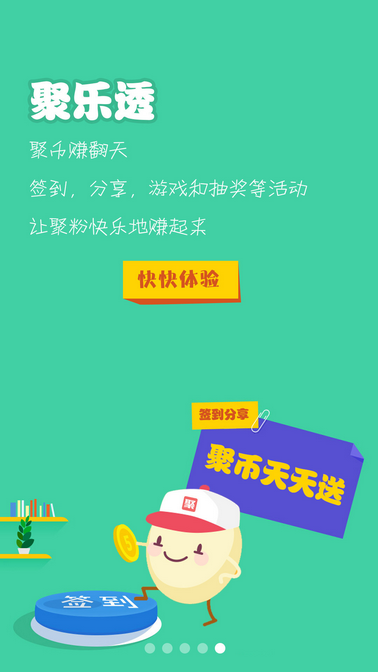 聚乐透
聚币赚翻天
签到，分享，游戏和抽奖等活动
让聚粉快乐地赚起来
快快体验
签到分享
聚币天天送
聚
签到